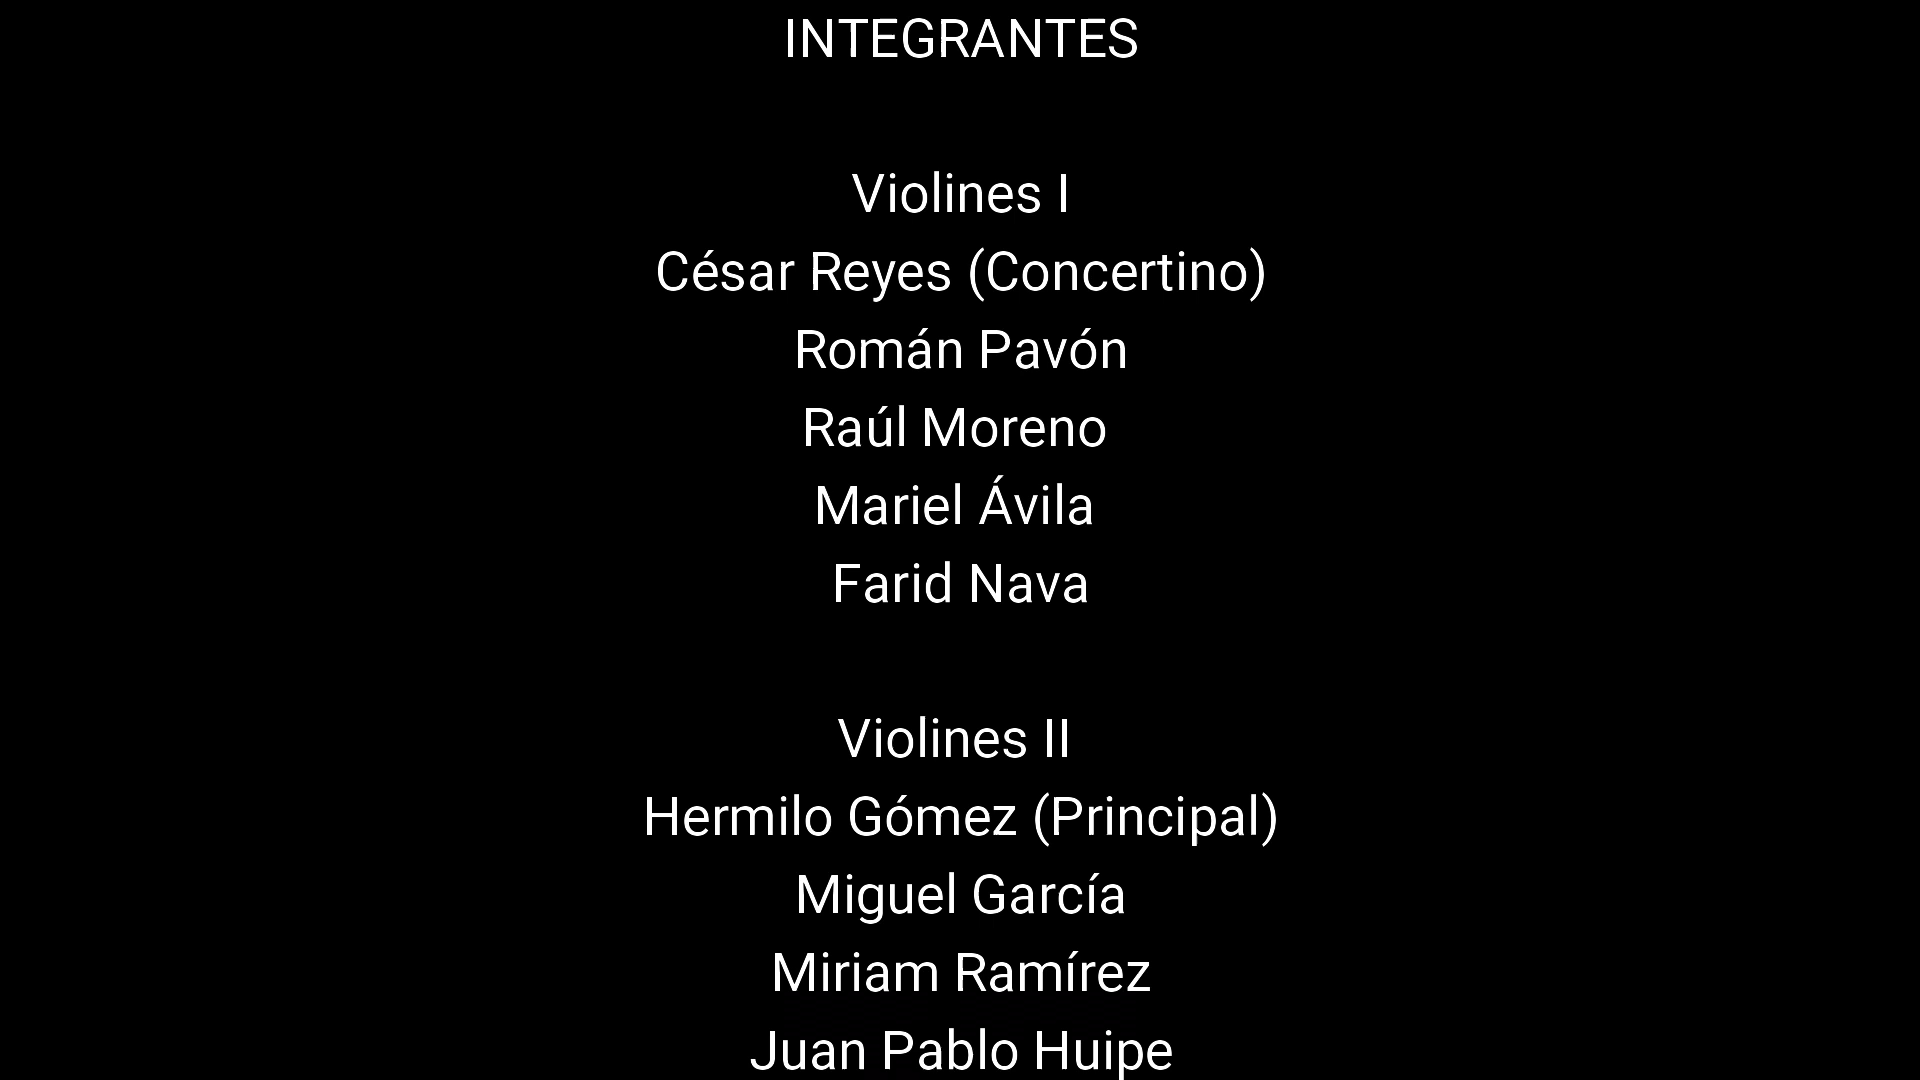 INTEGRANTES
Violines I
César Reyes (Concertino)
Román Pavón
Raúl Moreno
Mariel Ávila
Farid Nava
Violines II
Hermilo Gómez (Principal)
Miguel García
Miriam Ramírez
Juan Pablo Huipe